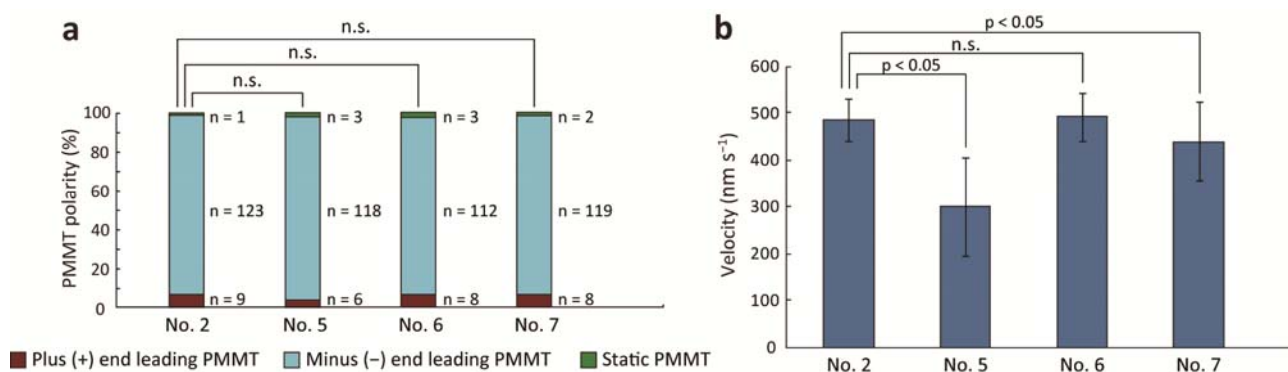 a
n.s.
n.s.
n.s.
PMMT polarity (%)
100
80
60
40
20
0
n = 1
n = 3
n = 3
n = 2
n = 123
n = 118
n = 112
n = 119
n = 9
n = 6
n = 8
n = 8
No. 2
No. 5
No. 6
No. 7
Plus (+) end leading PMMT
Minus (−) end leading PMMT
Static PMMT
b
p < 0.05
n.s.
p < 0.05
Velocity (nm s⁻¹)
600
500
400
300
200
100
0
No. 2
No. 5
No. 6
No. 7